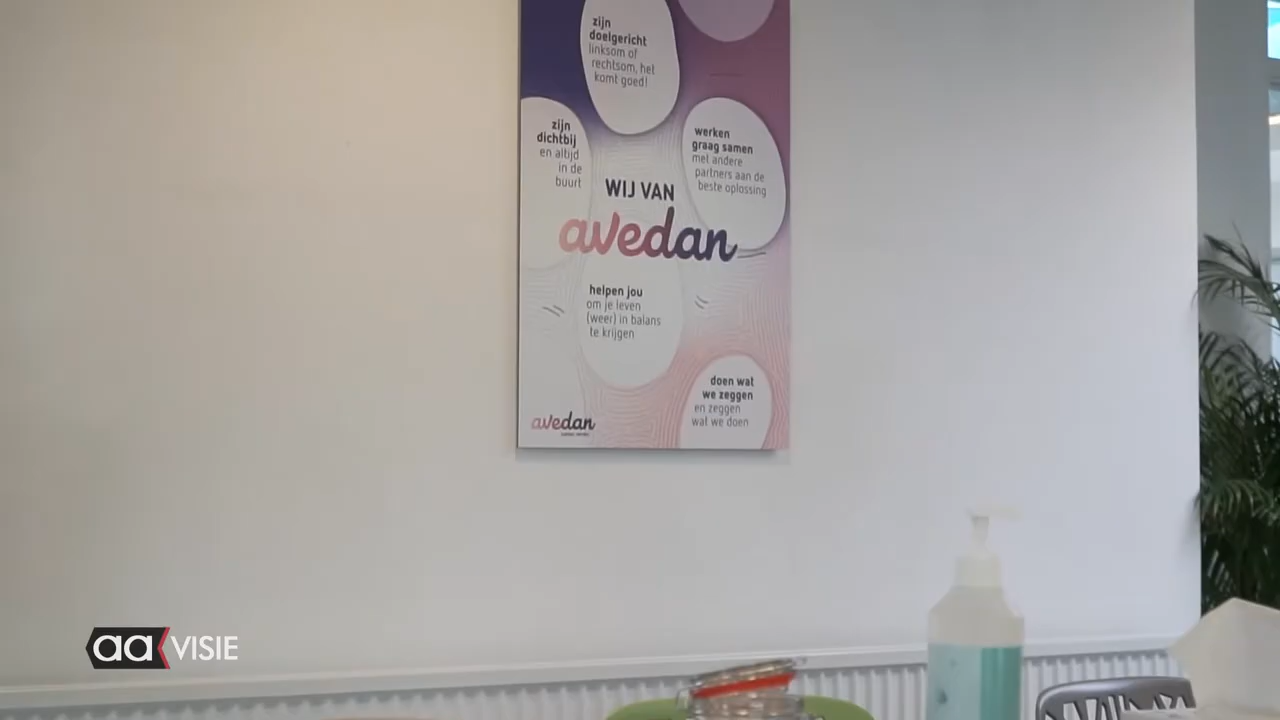 zijn
doelgericht
linksom of
rechtsom, het
komt goed!
zijn
dichtbij
en altijd
in de
buurt
werken
graag samen
met andere
partners aan de
beste oplossing
WIJ VAN
avedan
helpen jou
om je leven
(weer) in balans
te krijgen
doen wat
we zeggen
en zeggen
wat we doen
avedan
aa VISIE